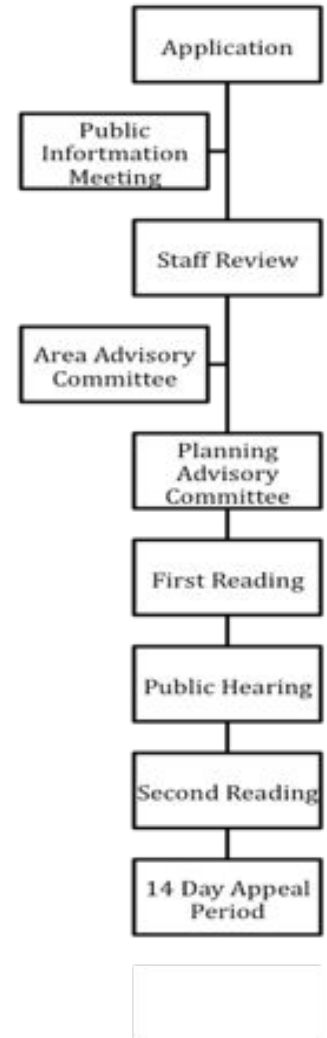 Application
Public
Infortmation
Meeting
Staff Review
Area Advisory
Committee
Planning
Advisory
Committee
First Reading
Public Hearing
Second Reading
14 Day Appeal
Period